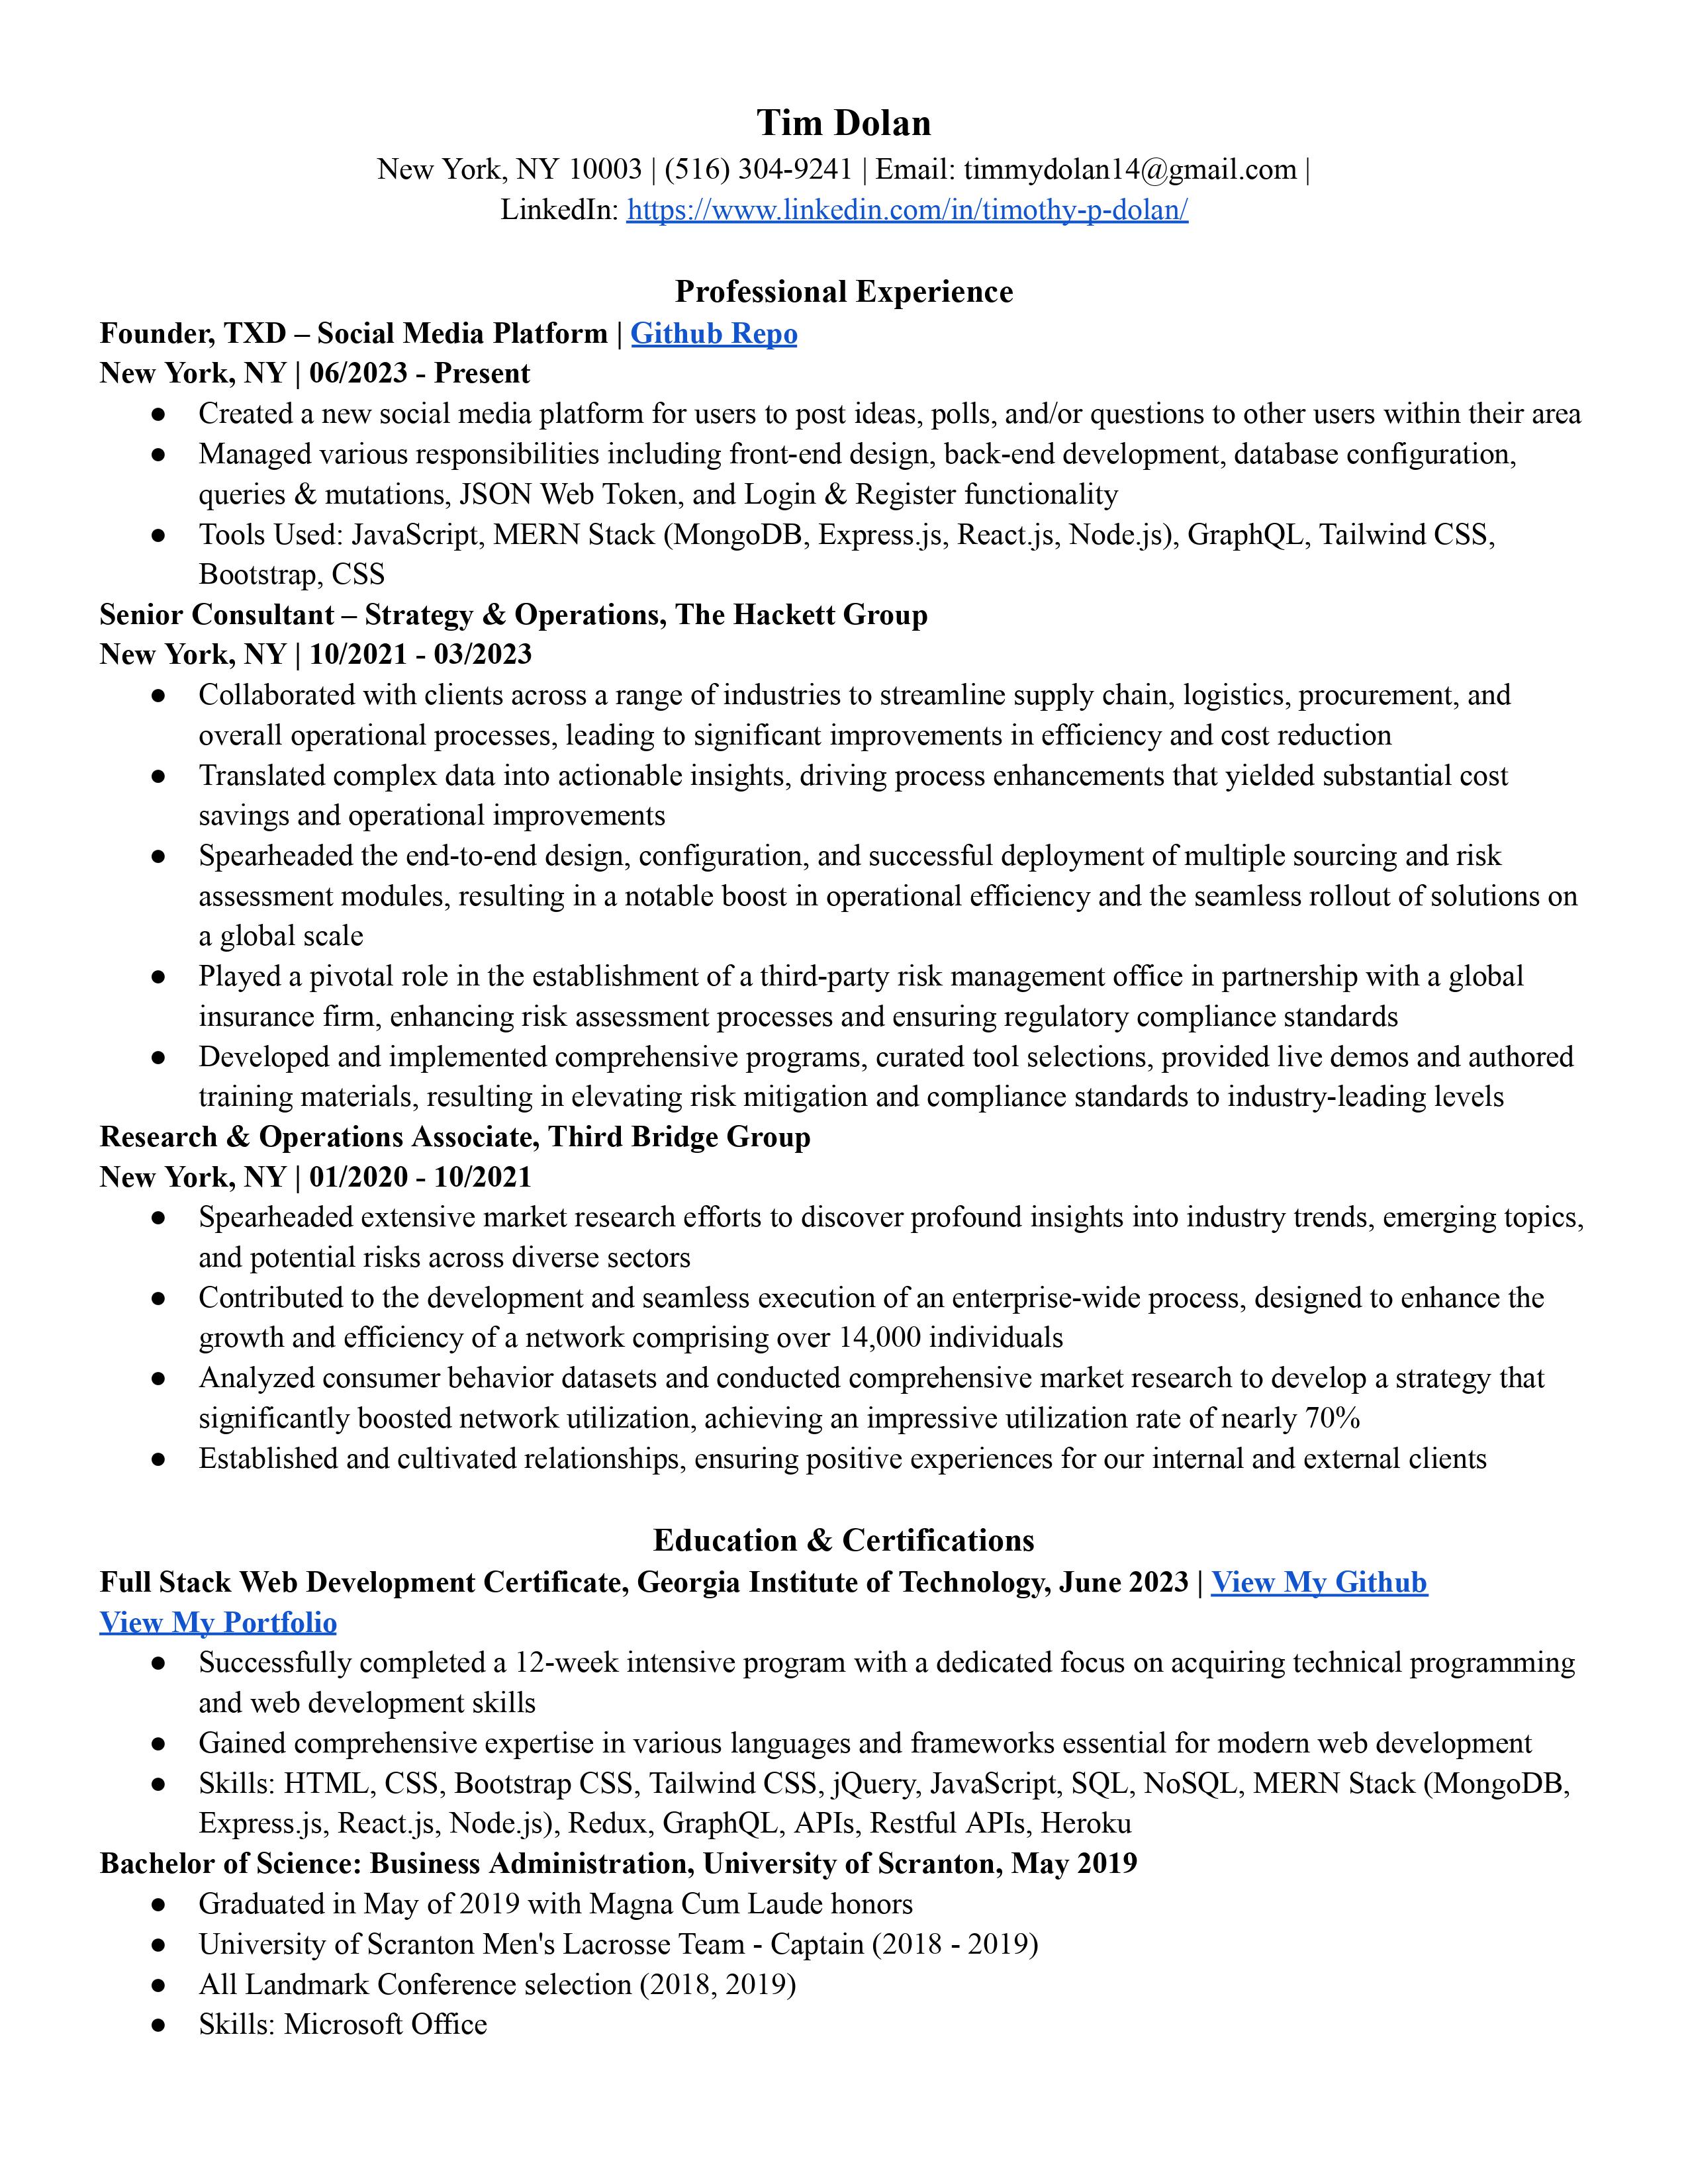 Tim Dolan
New York, NY 10003 | (516) 304-9241 | Email: timmydolan14@gmail.com |
LinkedIn: https://www.linkedin.com/in/timothy-p-dolan/
Professional Experience
Founder, TXD – Social Media Platform | Github Repo
New York, NY | 06/2023 - Present
● Created a new social media platform for users to post ideas, polls, and/or questions to other users within their area
● Managed various responsibilities including front-end design, back-end development, database configuration,
queries & mutations, JSON Web Token, and Login & Register functionality
● Tools Used: JavaScript, MERN Stack (MongoDB, Express.js, React.js, Node.js), GraphQL, Tailwind CSS,
Bootstrap, CSS
Senior Consultant – Strategy & Operations, The Hackett Group
New York, NY | 10/2021 - 03/2023
● Collaborated with clients across a range of industries to streamline supply chain, logistics, procurement, and
overall operational processes, leading to significant improvements in efficiency and cost reduction
● Translated complex data into actionable insights, driving process enhancements that yielded substantial cost
savings and operational improvements
● Spearheaded the end-to-end design, configuration, and successful deployment of multiple sourcing and risk
assessment modules, resulting in a notable boost in operational efficiency and the seamless rollout of solutions on
a global scale
● Played a pivotal role in the establishment of a third-party risk management office in partnership with a global
insurance firm, enhancing risk assessment processes and ensuring regulatory compliance standards
● Developed and implemented comprehensive programs, curated tool selections, provided live demos and authored
training materials, resulting in elevating risk mitigation and compliance standards to industry-leading levels
Research & Operations Associate, Third Bridge Group
New York, NY | 01/2020 - 10/2021
● Spearheaded extensive market research efforts to discover profound insights into industry trends, emerging topics,
and potential risks across diverse sectors
● Contributed to the development and seamless execution of an enterprise-wide process, designed to enhance the
growth and efficiency of a network comprising over 14,000 individuals
● Analyzed consumer behavior datasets and conducted comprehensive market research to develop a strategy that
significantly boosted network utilization, achieving an impressive utilization rate of nearly 70%
● Established and cultivated relationships, ensuring positive experiences for our internal and external clients
Education & Certifications
Full Stack Web Development Certificate, Georgia Institute of Technology, June 2023 | View My Github
View My Portfolio
● Successfully completed a 12-week intensive program with a dedicated focus on acquiring technical programming
and web development skills
● Gained comprehensive expertise in various languages and frameworks essential for modern web development
● Skills: HTML, CSS, Bootstrap CSS, Tailwind CSS, jQuery, JavaScript, SQL, NoSQL, MERN Stack (MongoDB,
Express.js, React.js, Node.js), Redux, GraphQL, APIs, Restful APIs, Heroku
Bachelor of Science: Business Administration, University of Scranton, May 2019
● Graduated in May of 2019 with Magna Cum Laude honors
● University of Scranton Men's Lacrosse Team - Captain (2018 - 2019)
● All Landmark Conference selection (2018, 2019)
● Skills: Microsoft Office